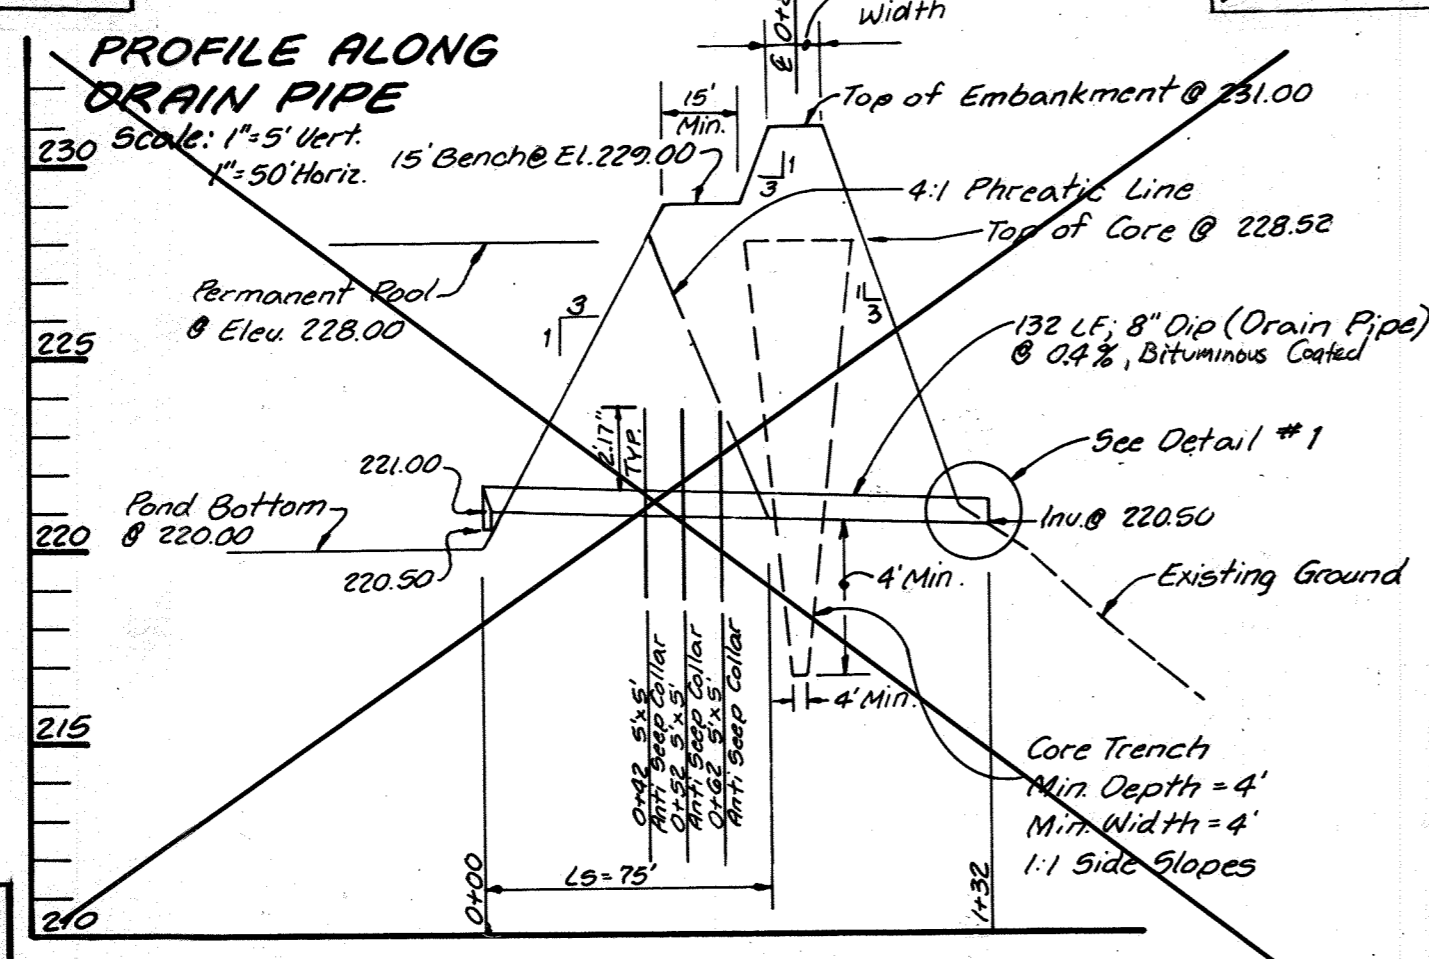 PROFILE ALONG
DRAIN PIPE
Scale: 1"=5' Vert.
1"=50' Horiz.
Width
15'
Min.
Top of Embankment @ 231.00
15' Bench @ El. 229.00
3
1
4:1 Phreatic Line
Top of Core @ 228.52
Permanent Pool
@ Elev. 228.00
1
3
1
3
132 LF; 8" Dip (Drain Pipe)
@ 0.4%, Bituminous Coated
2.17"
TYP.
See Detail #1
221.00
Pond Bottom
@ 220.00
220.50
Inv. @ 220.50
4' Min.
Existing Ground
4' Min.
0+42 5'x5'
Anti Seep Collar
0+52 5'x5'
Anti Seep Collar
0+62 5'x5'
Anti Seep Collar
Core Trench
Min. Depth = 4'
Min. Width = 4'
1:1 Side Slopes
LS = 75'
0+00
1+32
230
225
220
215
210